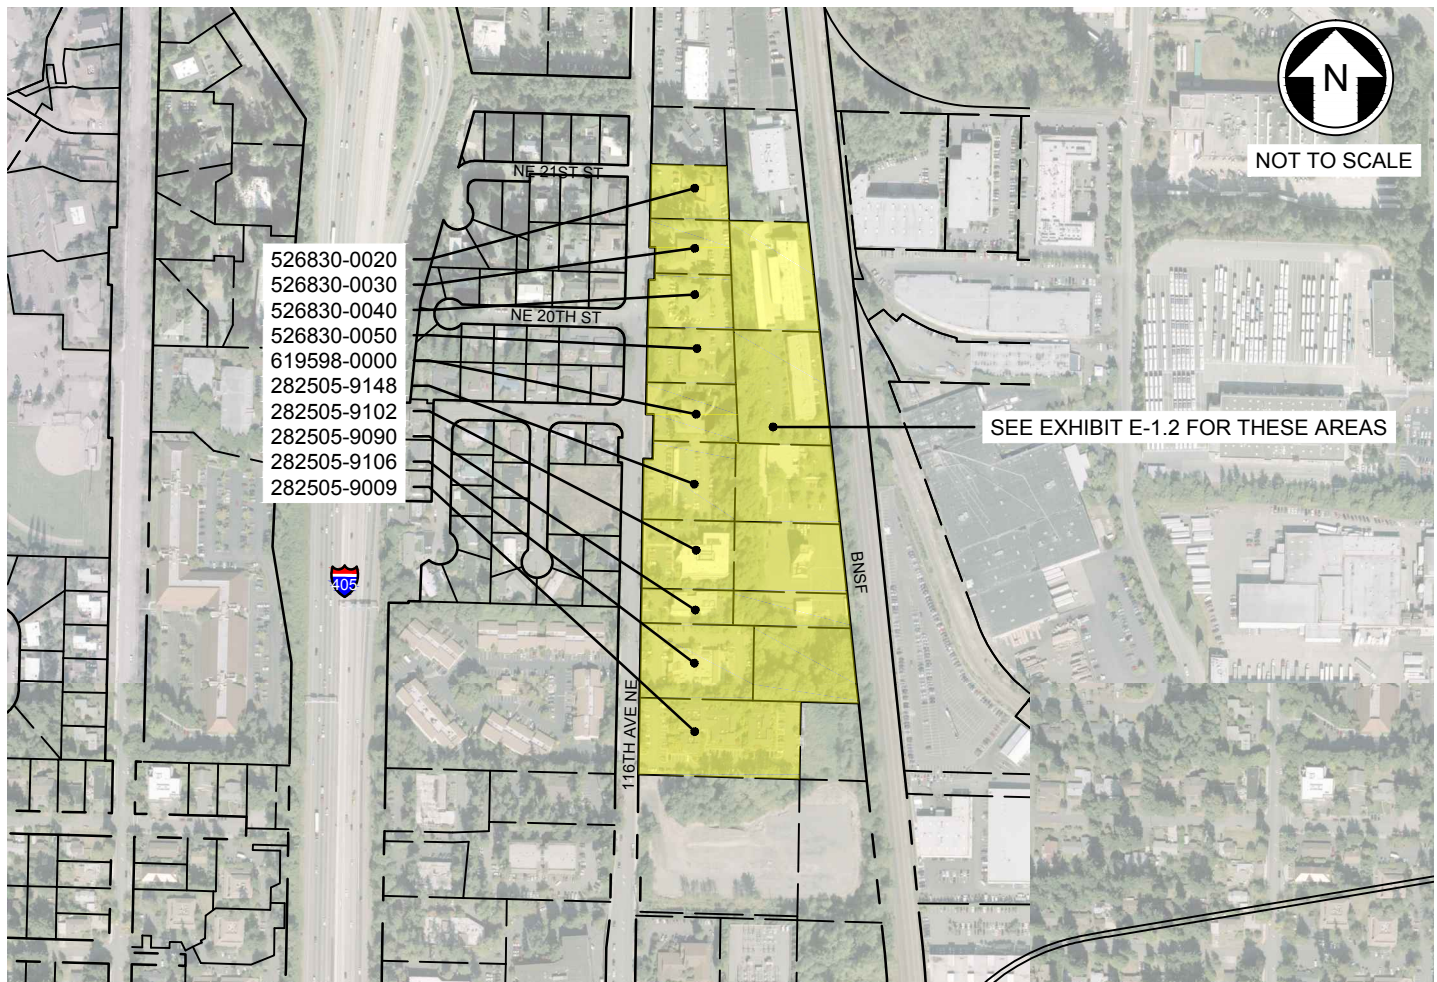 N
NOT TO SCALE
NE 21ST ST
526830-0020
526830-0030
526830-0040
526830-0050
619598-0000
282505-9148
282505-9102
282505-9090
282505-9106
282505-9009
NE 20TH ST
SEE EXHIBIT E-1.2 FOR THESE AREAS
405
BNSF
116TH AVE NE